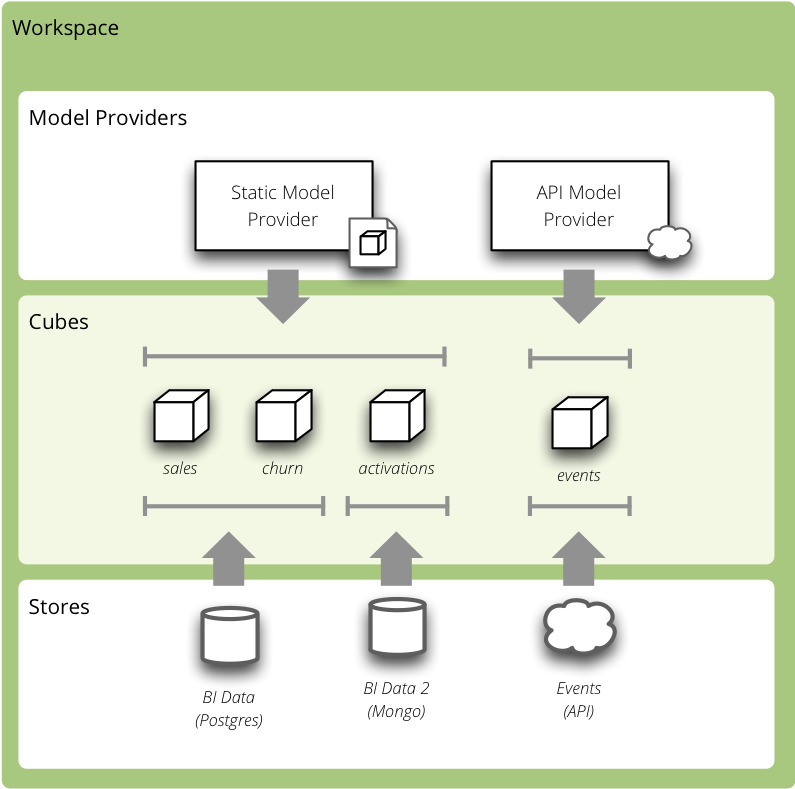 Workspace
Model Providers
Static Model
Provider
API Model
Provider
Cubes
sales
churn
activations
events
Stores
BI Data
(Postgres)
BI Data 2
(Mongo)
Events
(API)